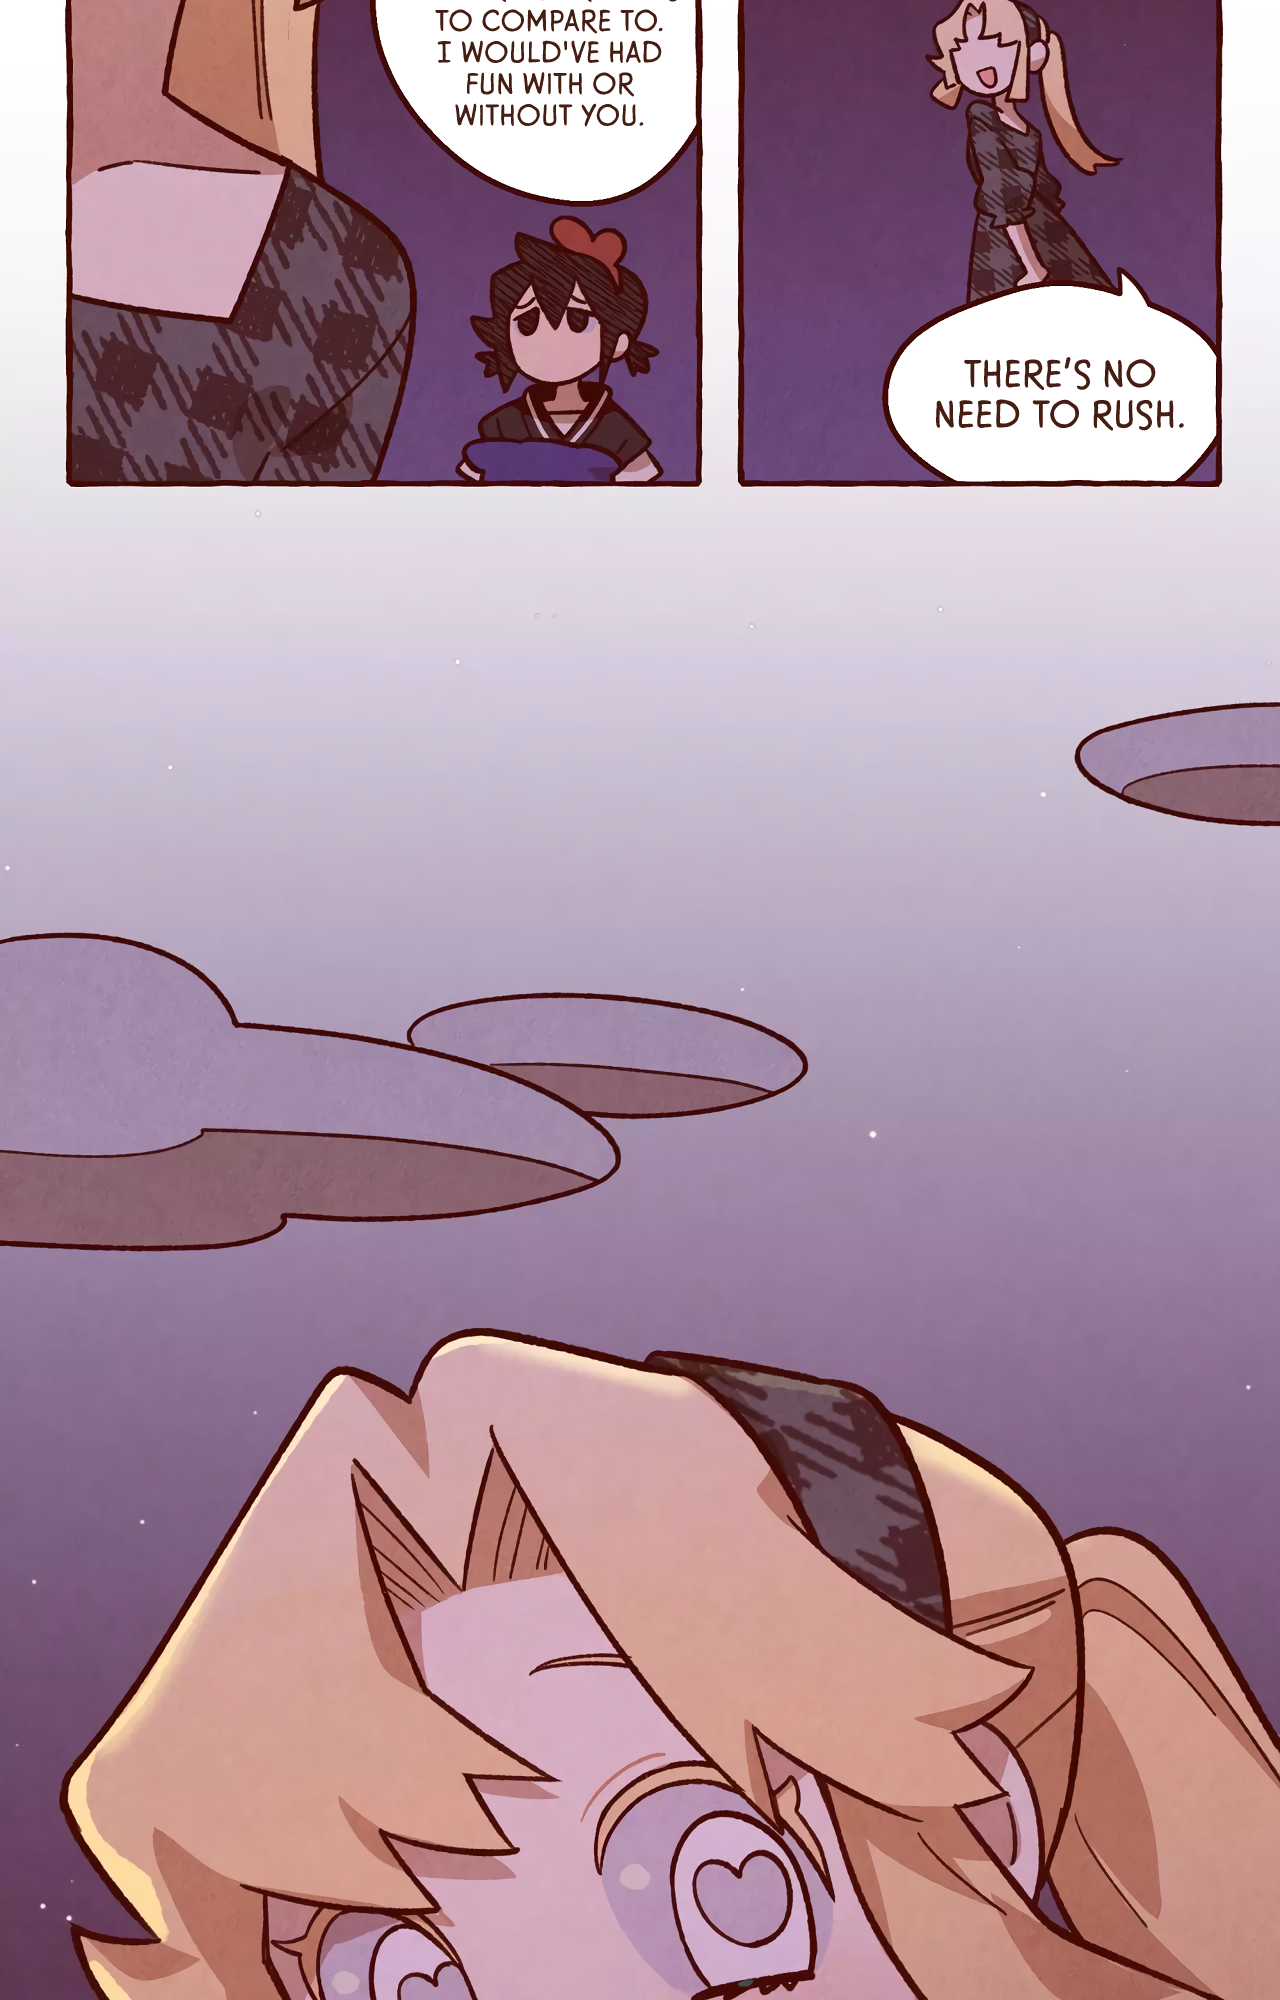 TO COMPARE TO.
I WOULD'VE HAD
FUN WITH OR
WITHOUT YOU.
THERE'S NO
NEED TO RUSH.